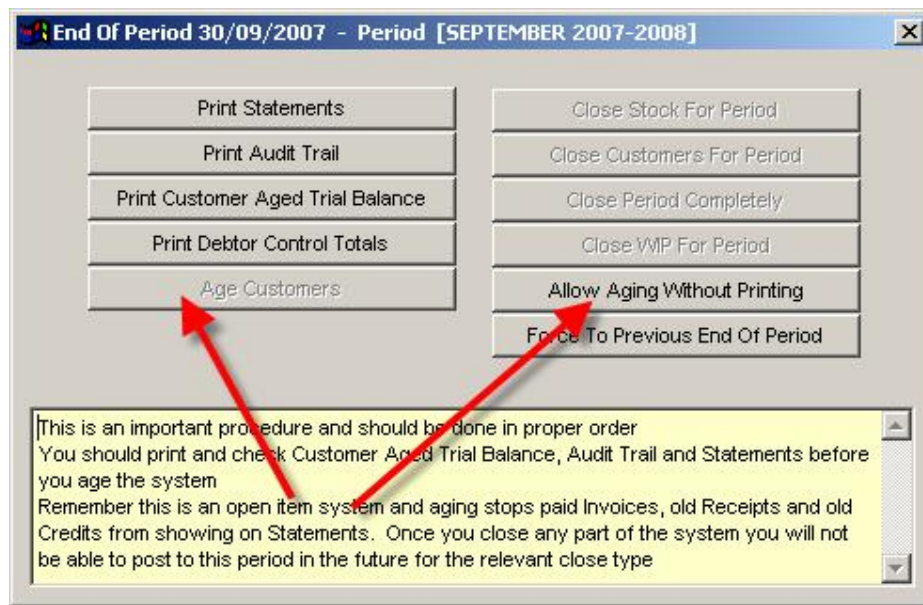 End Of Period 30/09/2007 - Period [SEPTEMBER 2007-2008]
Print Statements
Print Audit Trail
Print Customer Aged Trial Balance
Print Debtor Control Totals
Age Customers
Close Stock For Period
Close Customers For Period
Close Period Completely
Close WIP For Period
Allow Aging Without Printing
Force To Previous End Of Period
This is an important procedure and should be done in proper order
You should print and check Customer Aged Trial Balance, Audit Trail and Statements before
you age the system
Remember this is an open item system and aging stops paid Invoices, old Receipts and old
Credits from showing on Statements. Once you close any part of the system you will not
be able to post to this period in the future for the relevant close type